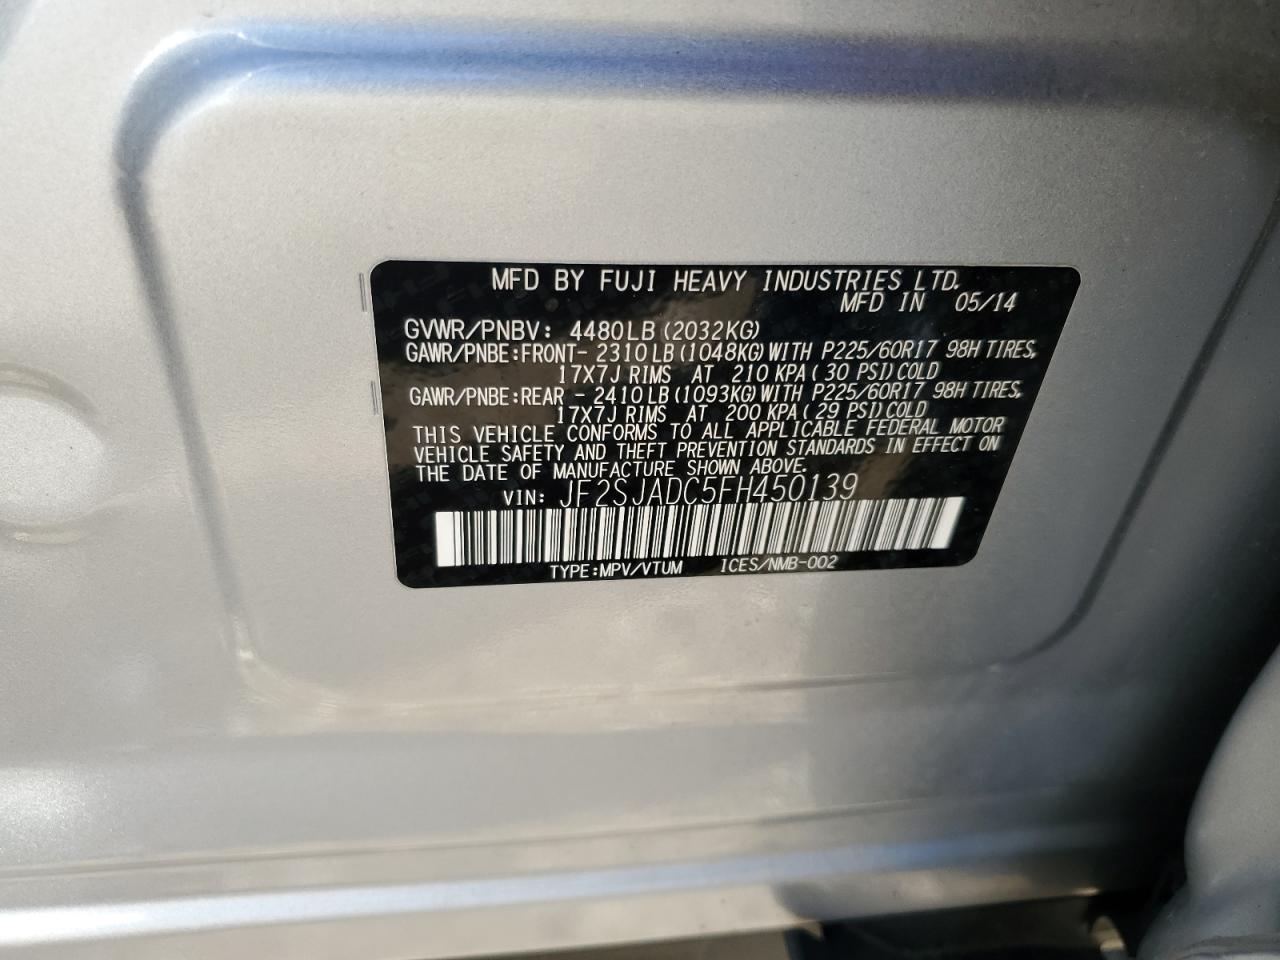 MFD BY FUJI HEAVY INDUSTRIES LTD.
MFD IN 05/14
GVWR/PNBV: 4480LB (2032KG)
GAWR/PNBE:FRONT- 2310LB (1048KG) WITH P225/60R17 98H TIRES,
17X7J RIMS AT 210 KPA ( 30 PSI) COLD
GAWR/PNBE:REAR - 2410LB (1093KG) WITH P225/60R17 98H TIRES,
17X7J RIMS AT 200 KPA ( 29 PSI) COLD
THIS VEHICLE CONFORMS TO ALL APPLICABLE FEDERAL MOTOR
VEHICLE SAFETY AND THEFT PREVENTION STANDARDS IN EFFECT ON
THE DATE OF MANUFACTURE SHOWN ABOVE.
VIN: JF2SJADC5FH450139
TYPE:MPV/VTUM ICES/NMB-002